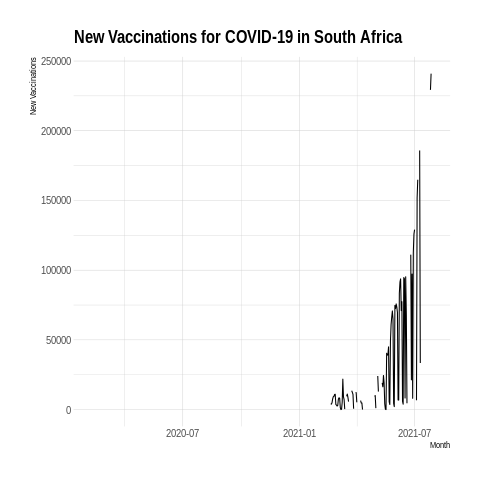 New Vaccinations for COVID-19 in South Africa
New Vaccinations
250000
200000
150000
100000
50000
0
2020-07 2021-01 2021-07
Month